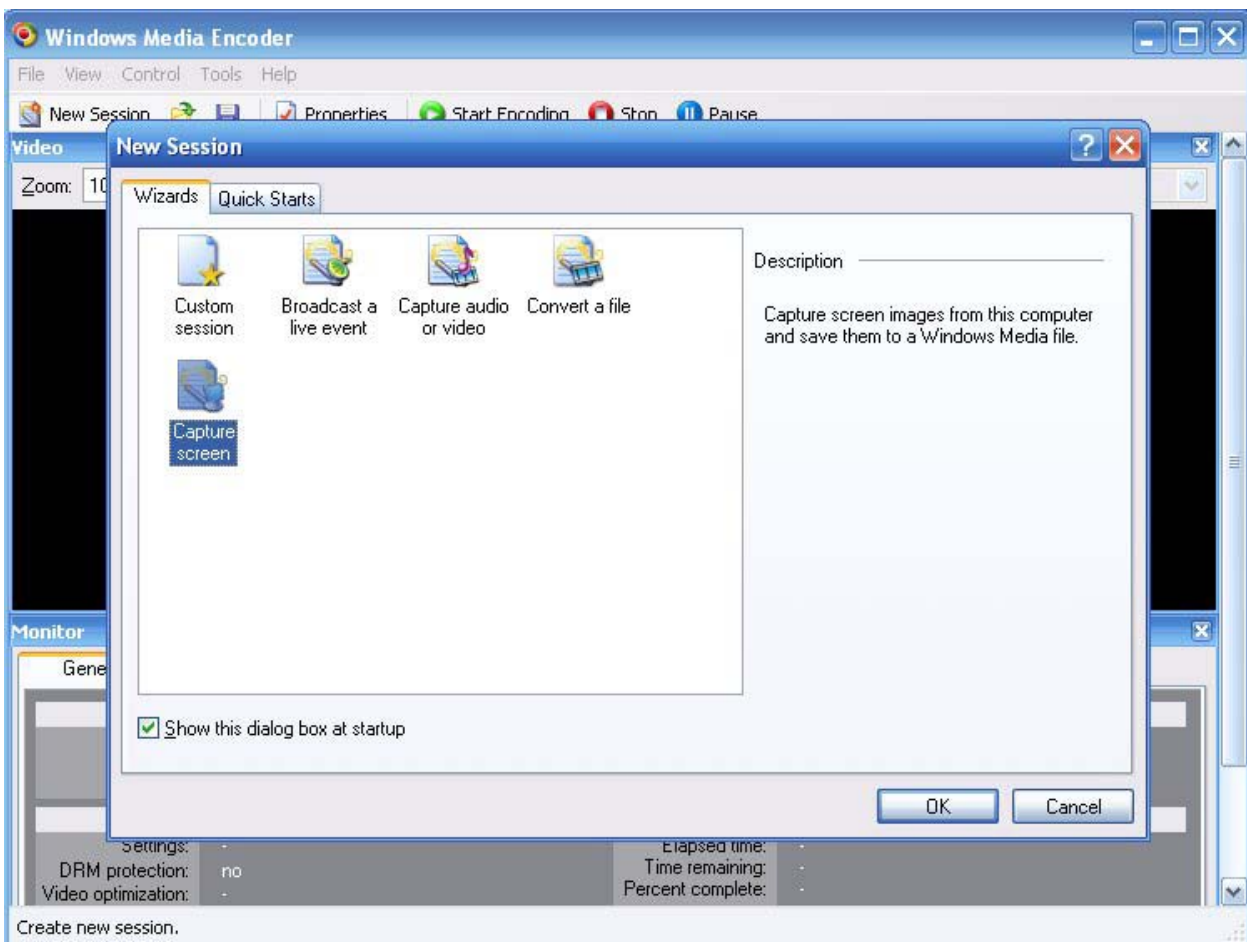 Windows Media Encoder
File View Control Tools Help
New Session Properties Start Encoding Stop Pause
Video
Zoom: 10
New Session
Wizards Quick Starts
Custom session
Broadcast a live event
Capture audio or video
Convert a file
Capture screen
Description
Capture screen images from this computer
and save them to a Windows Media file.
Show this dialog box at startup
OK Cancel
Monitor
Gene
Settings: - Elapsed time: -
DRM protection: no Time remaining: -
Video optimization: - Percent complete: -
Create new session.